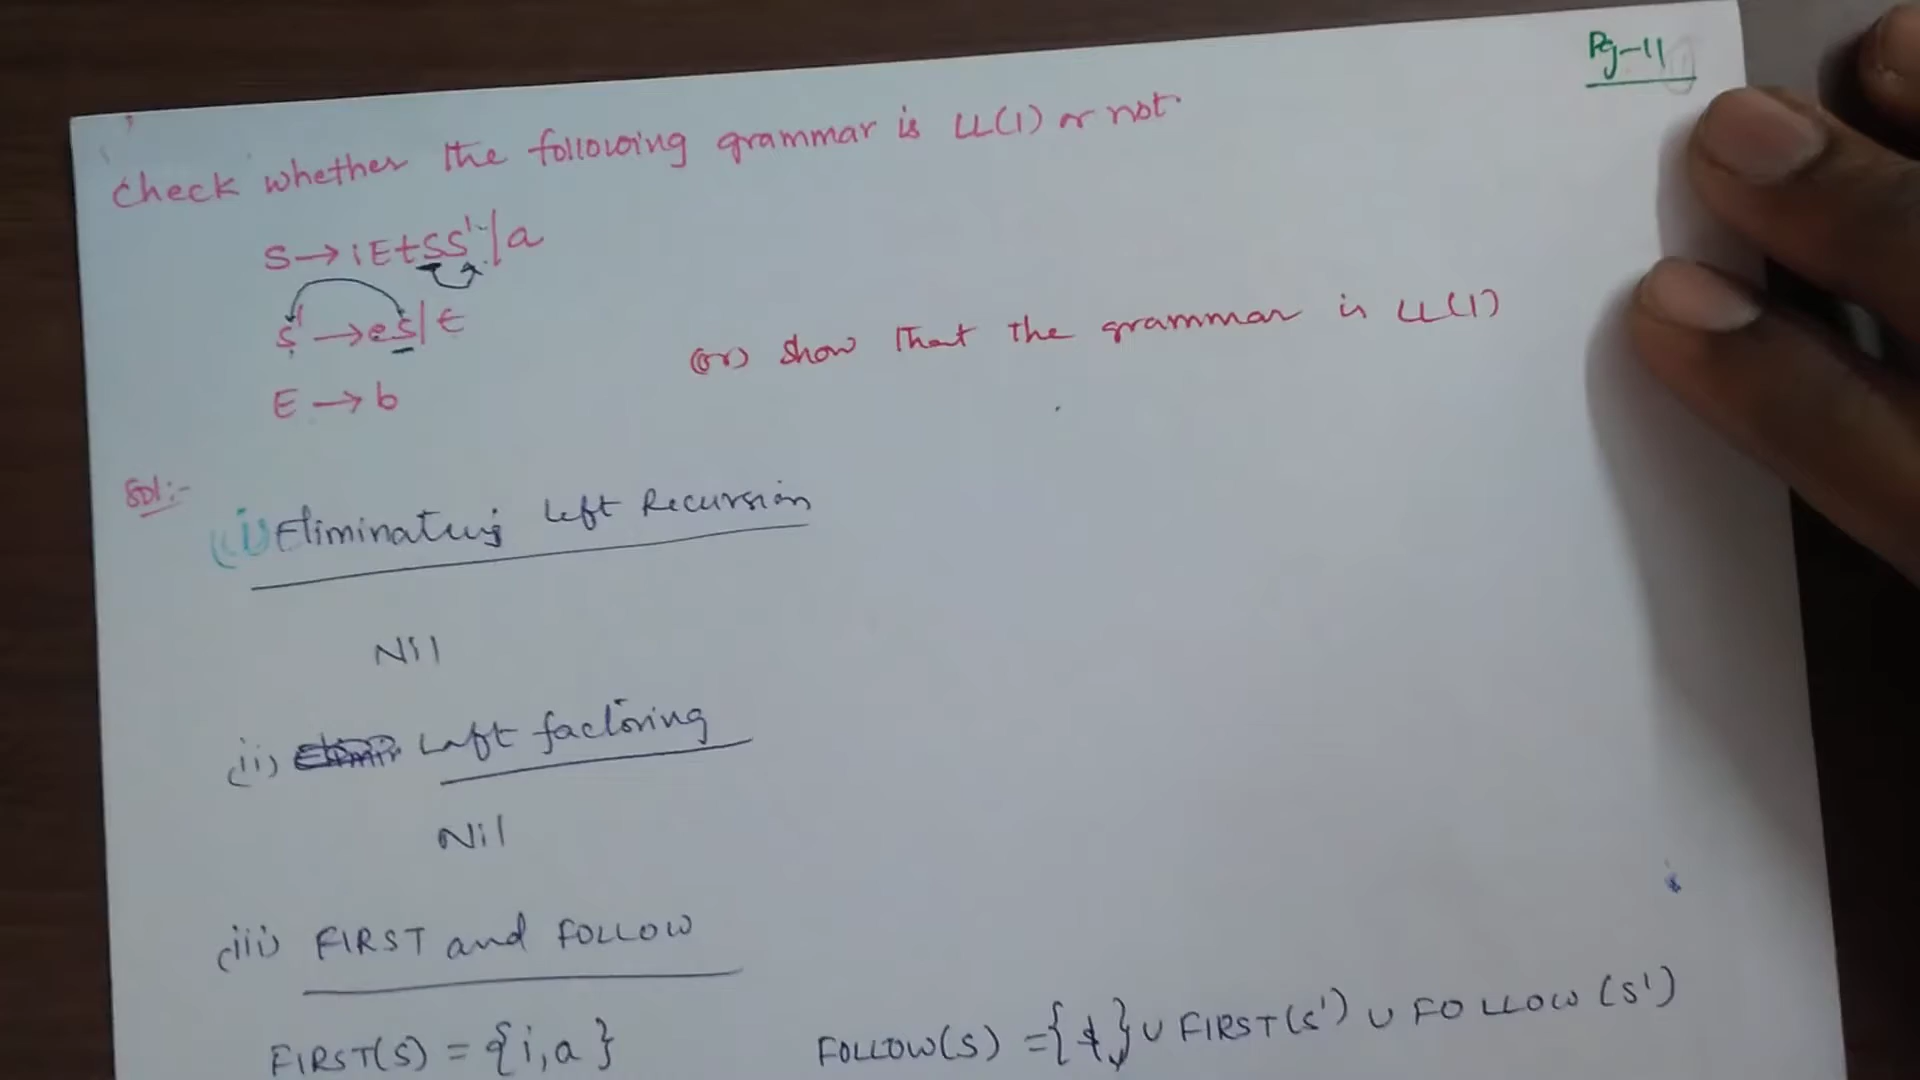 Pg-11
Check whether the following grammar is LL(1) or not
S → iEtSS' | a
S' → eS | ϵ
(or) show that the grammar is LL(1)
E → b
Sol:-
(i) Eliminating Left Recursion
Nil
(ii) Left factoring
Nil
(iii) FIRST and FOLLOW
FIRST(S) = {i, a} FOLLOW(S) = {$} ∪ FIRST(S') ∪ FOLLOW(S')